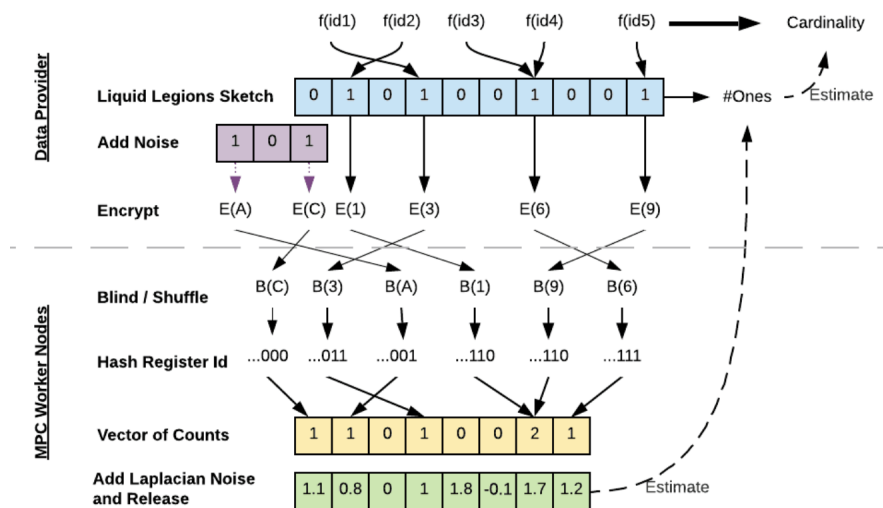 f(id1) f(id2) f(id3) f(id4) f(id5) Cardinality
Data Provider
Liquid Legions Sketch 0 1 0 1 0 0 1 0 0 1 #Ones Estimate
Add Noise 1 0 1
Encrypt E(A) E(C) E(1) E(3) E(6) E(9)
MPC Worker Nodes
Blind / Shuffle B(C) B(3) B(A) B(1) B(9) B(6)
Hash Register Id ...000 ...011 ...001 ...110 ...110 ...111
Vector of Counts 1 1 0 1 0 0 2 1
Add Laplacian Noise
and Release 1.1 0.8 0 1 1.8 -0.1 1.7 1.2 Estimate